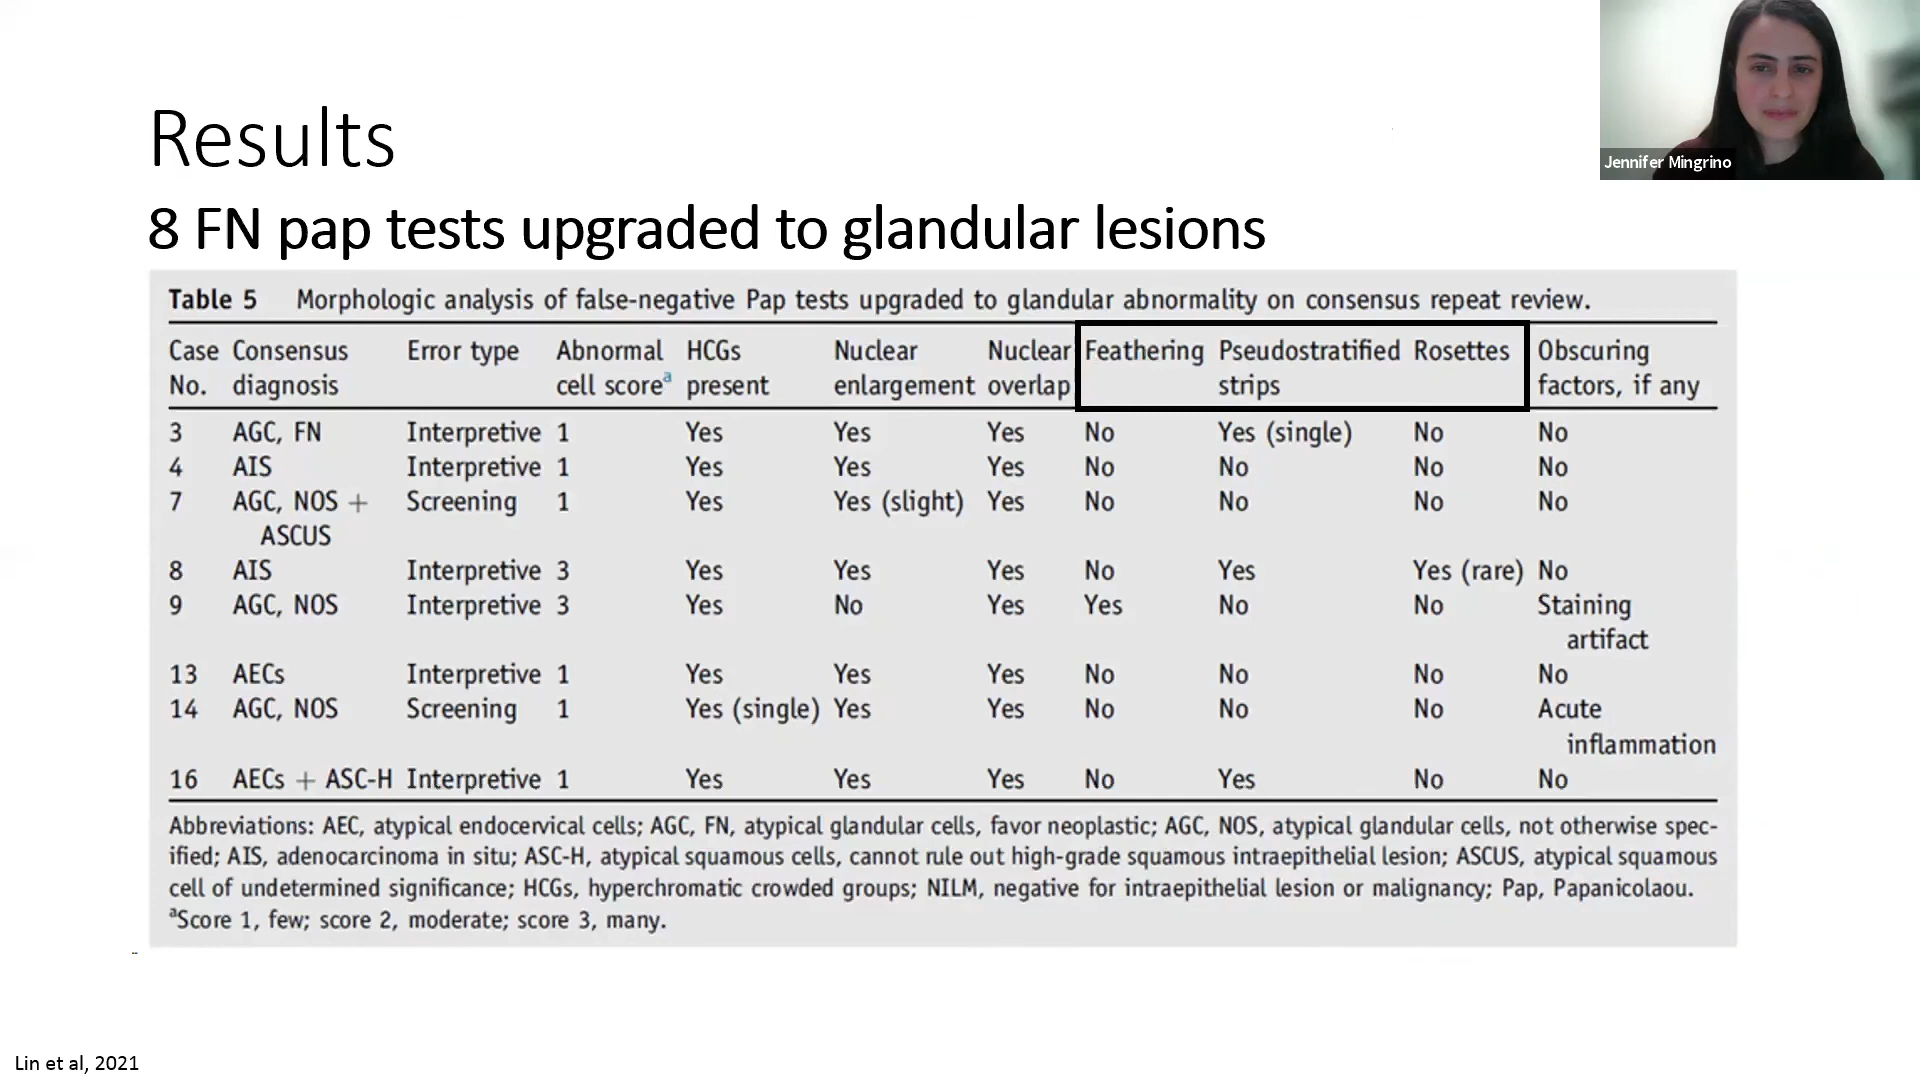 Jennifer Mingrino
Results
8 FN pap tests upgraded to glandular lesions
Table 5 Morphologic analysis of false-negative Pap tests upgraded to glandular abnormality on consensus repeat review.
Case No. Consensus diagnosis Error type Abnormal cell scoreᵃ HCGs present Nuclear enlargement Nuclear overlap Feathering Pseudostratified strips Rosettes Obscuring factors, if any
3 AGC, FN Interpretive 1 Yes Yes Yes No Yes (single) No No
4 AIS Interpretive 1 Yes Yes Yes No No No No
7 AGC, NOS + ASCUS Screening 1 Yes Yes (slight) Yes No No No No
8 AIS Interpretive 3 Yes Yes Yes No Yes Yes (rare) No
9 AGC, NOS Interpretive 3 Yes No Yes Yes No No Staining artifact
13 AECs Interpretive 1 Yes Yes Yes No No No No
14 AGC, NOS Screening 1 Yes (single) Yes Yes No No No Acute inflammation
16 AECs + ASC-H Interpretive 1 Yes Yes Yes No Yes No No
Abbreviations: AEC, atypical endocervical cells; AGC, FN, atypical glandular cells, favor neoplastic; AGC, NOS, atypical glandular cells, not otherwise spec-
ified; AIS, adenocarcinoma in situ; ASC-H, atypical squamous cells, cannot rule out high-grade squamous intraepithelial lesion; ASCUS, atypical squamous
cell of undetermined significance; HCGs, hyperchromatic crowded groups; NILM, negative for intraepithelial lesion or malignancy; Pap, Papanicolaou.
ᵃScore 1, few; score 2, moderate; score 3, many.
Lin et al, 2021